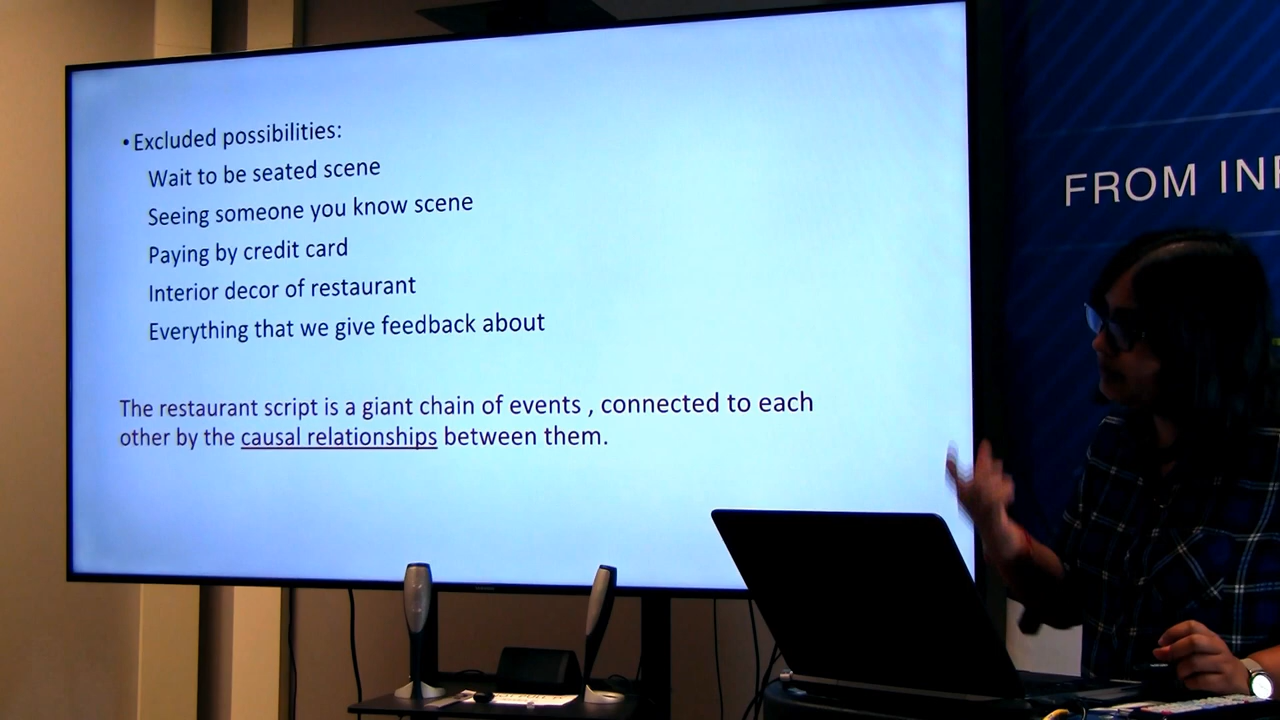 • Excluded possibilities:
Wait to be seated scene
Seeing someone you know scene
Paying by credit card
Interior decor of restaurant
Everything that we give feedback about
The restaurant script is a giant chain of events , connected to each
other by the causal relationships between them.
FROM